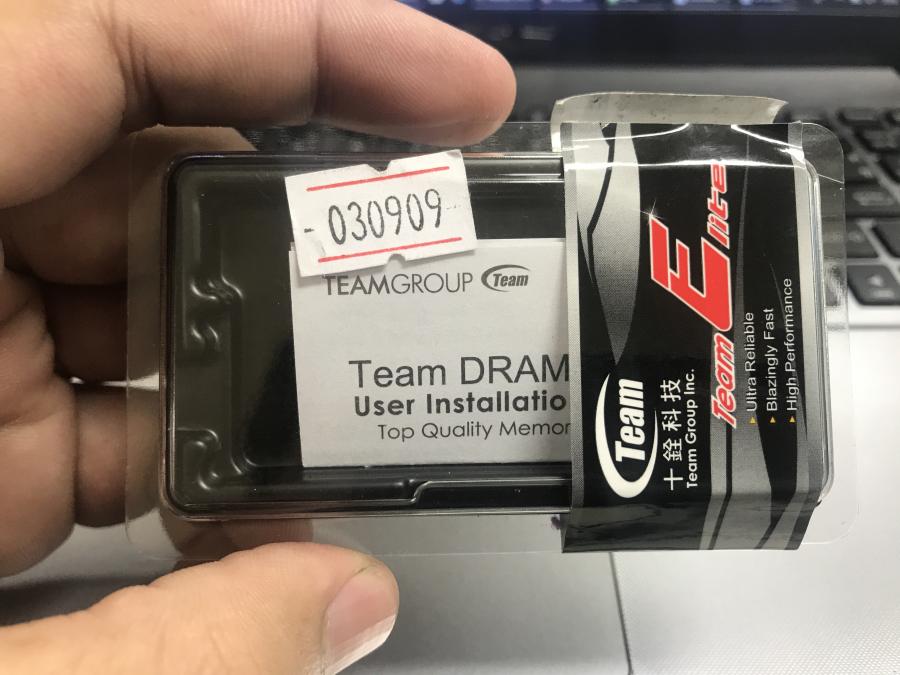 030909
TEAMGROUP Team
Team DRAM
User Installatio
Top Quality Memor
Team
十銓科技
Team Group Inc.
Team Elite
Ultra Reliable
Blazingly Fast
High Performance